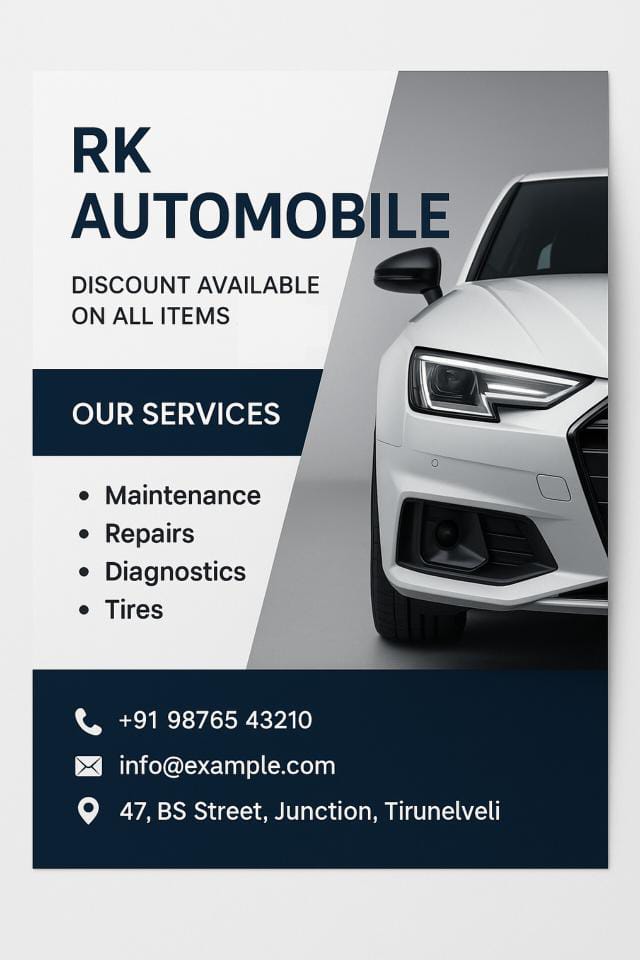 RK
AUTOMOBILE
DISCOUNT AVAILABLE
ON ALL ITEMS
OUR SERVICES
• Maintenance
• Repairs
• Diagnostics
• Tires
+91 98765 43210
info@example.com
47, BS Street, Junction, Tirunelveli